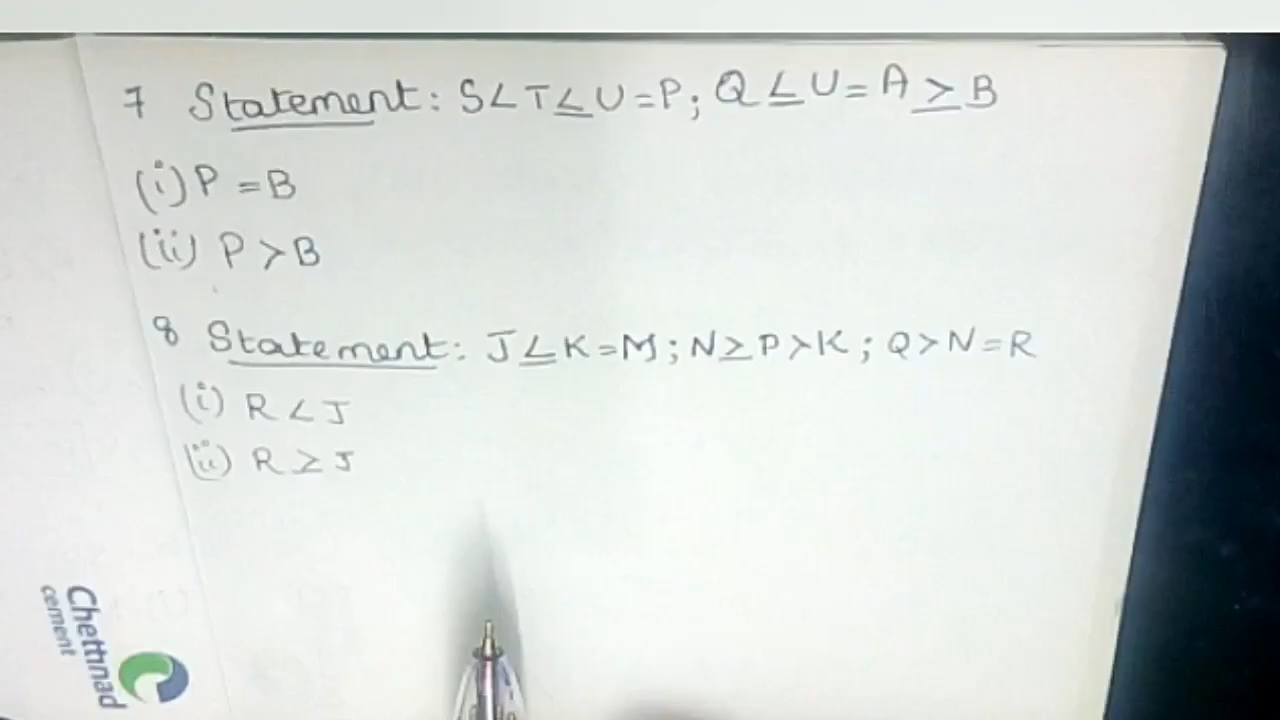 7 Statement: S<T≤U=P; Q≤U=A≥B
(i) P=B
(ii) P>B
8 Statement: J≤K=M; N≥P>K; Q>N=R
(i) R<J
(ii) R≥J
Chettinad
cement